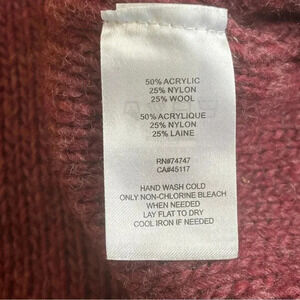 50% ACRYLIC
25% NYLON
25% WOOL
50% ACRYLIQUE
25% NYLON
25% LAINE
RN#74747
CA#45117
HAND WASH COLD
ONLY NON-CHLORINE BLEACH
WHEN NEEDED
LAY FLAT TO DRY
COOL IRON IF NEEDED